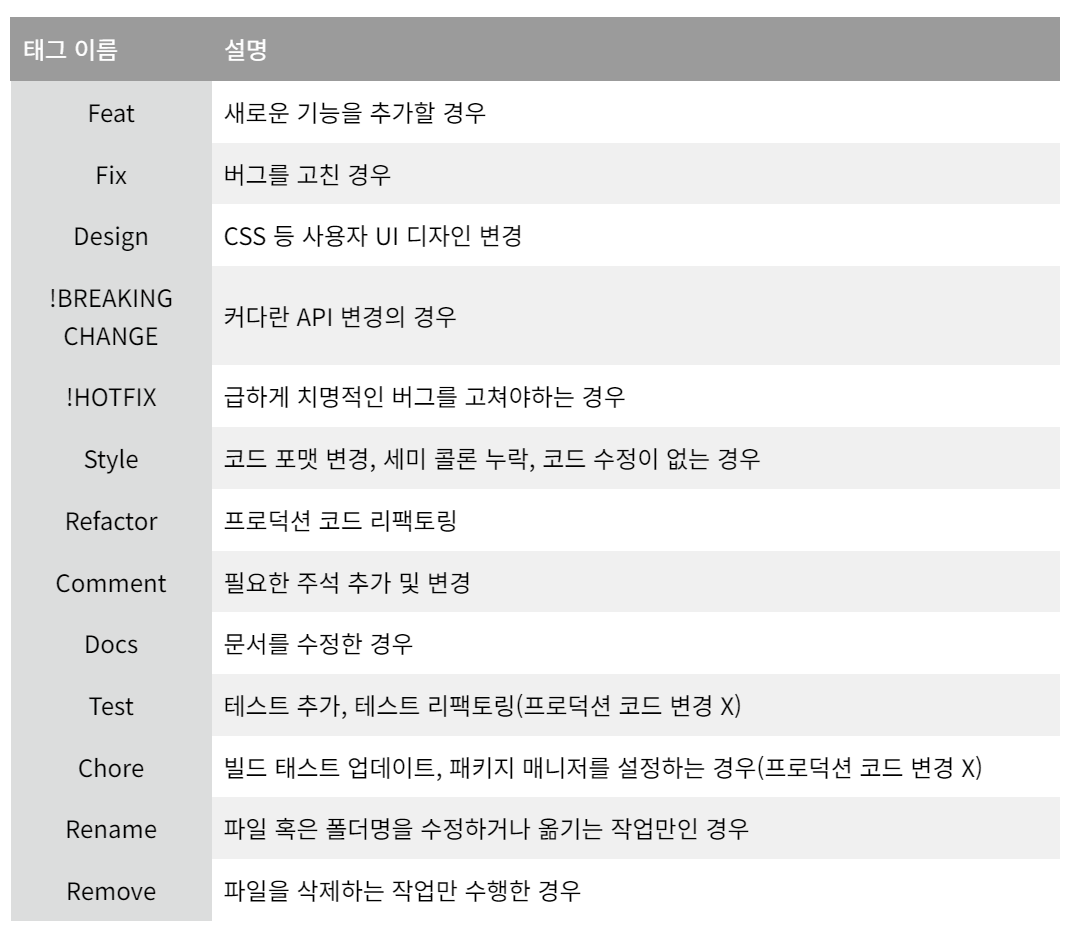 태그 이름 설명
Feat 새로운 기능을 추가할 경우
Fix 버그를 고친 경우
Design CSS 등 사용자 UI 디자인 변경
!BREAKING
CHANGE
커다란 API 변경의 경우
!HOTFIX 급하게 치명적인 버그를 고쳐야하는 경우
Style 코드 포맷 변경, 세미 콜론 누락, 코드 수정이 없는 경우
Refactor 프로덕션 코드 리팩토링
Comment 필요한 주석 추가 및 변경
Docs 문서를 수정한 경우
Test 테스트 추가, 테스트 리팩토링(프로덕션 코드 변경 X)
Chore 빌드 태스트 업데이트, 패키지 매니저를 설정하는 경우(프로덕션 코드 변경 X)
Rename 파일 혹은 폴더명을 수정하거나 옮기는 작업만인 경우
Remove 파일을 삭제하는 작업만 수행한 경우